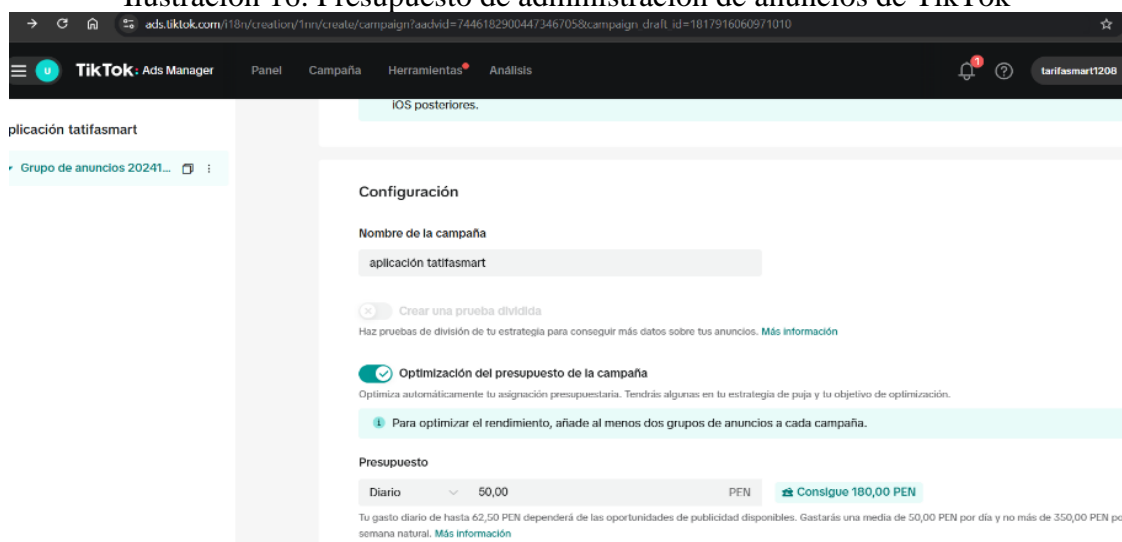 Ilustración 16. Presupuesto de administración de anuncios de TikTok
ads.tiktok.com/i18n/creation/1nn/create/campaign?aadvid=7446182900447346705&campaign_draft_id=1817916060971010
U TikTok: Ads Manager Panel Campaña Herramientas Análisis 1 tarifasmart1208
iOS posteriores.
plicación tatifasmart
Grupo de anuncios 20241...
Configuración
Nombre de la campaña
aplicación tatifasmart
Crear una prueba dividida
Haz pruebas de división de tu estrategia para conseguir más datos sobre tus anuncios. Más información
Optimización del presupuesto de la campaña
Optimiza automáticamente tu asignación presupuestaria. Tendrás algunas en tu estrategia de puja y tu objetivo de optimización.
Para optimizar el rendimiento, añade al menos dos grupos de anuncios a cada campaña.
Presupuesto
Diario 50,00 PEN Consigue 180,00 PEN
Tu gasto diario de hasta 62,50 PEN dependerá de las oportunidades de publicidad disponibles. Gastarás una media de 50,00 PEN por día y no más de 350,00 PEN po
semana natural. Más información